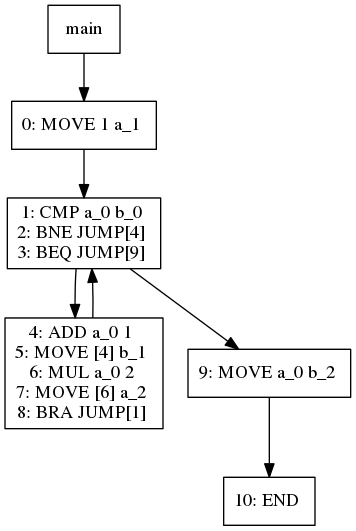 main
0: MOVE 1 a_1
1: CMP a_0 b_0
2: BNE JUMP[4]
3: BEQ JUMP[9]
4: ADD a_0 1
5: MOVE [4] b_1
6: MUL a_0 2
7: MOVE [6] a_2
8: BRA JUMP[1]
9: MOVE a_0 b_2
10: END